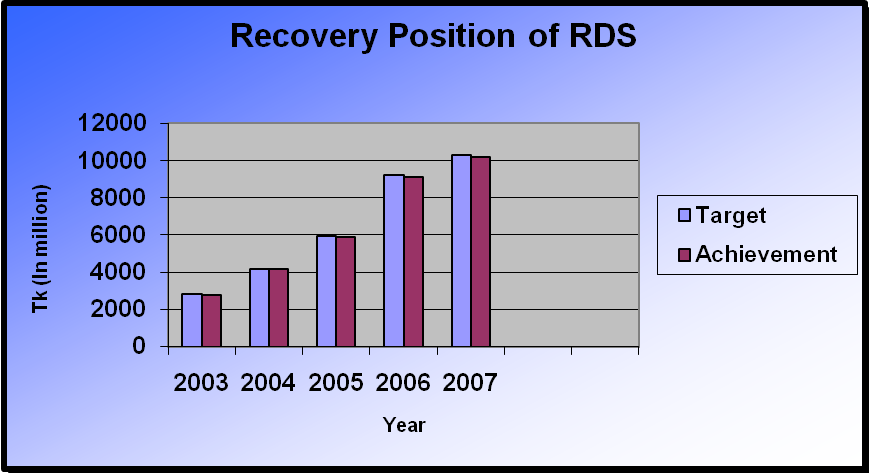 Recovery Position of RDS
12000
10000
8000
6000
4000
2000
0
Tk (In million)
2003 2004 2005 2006 2007
Year
Target
Achievement